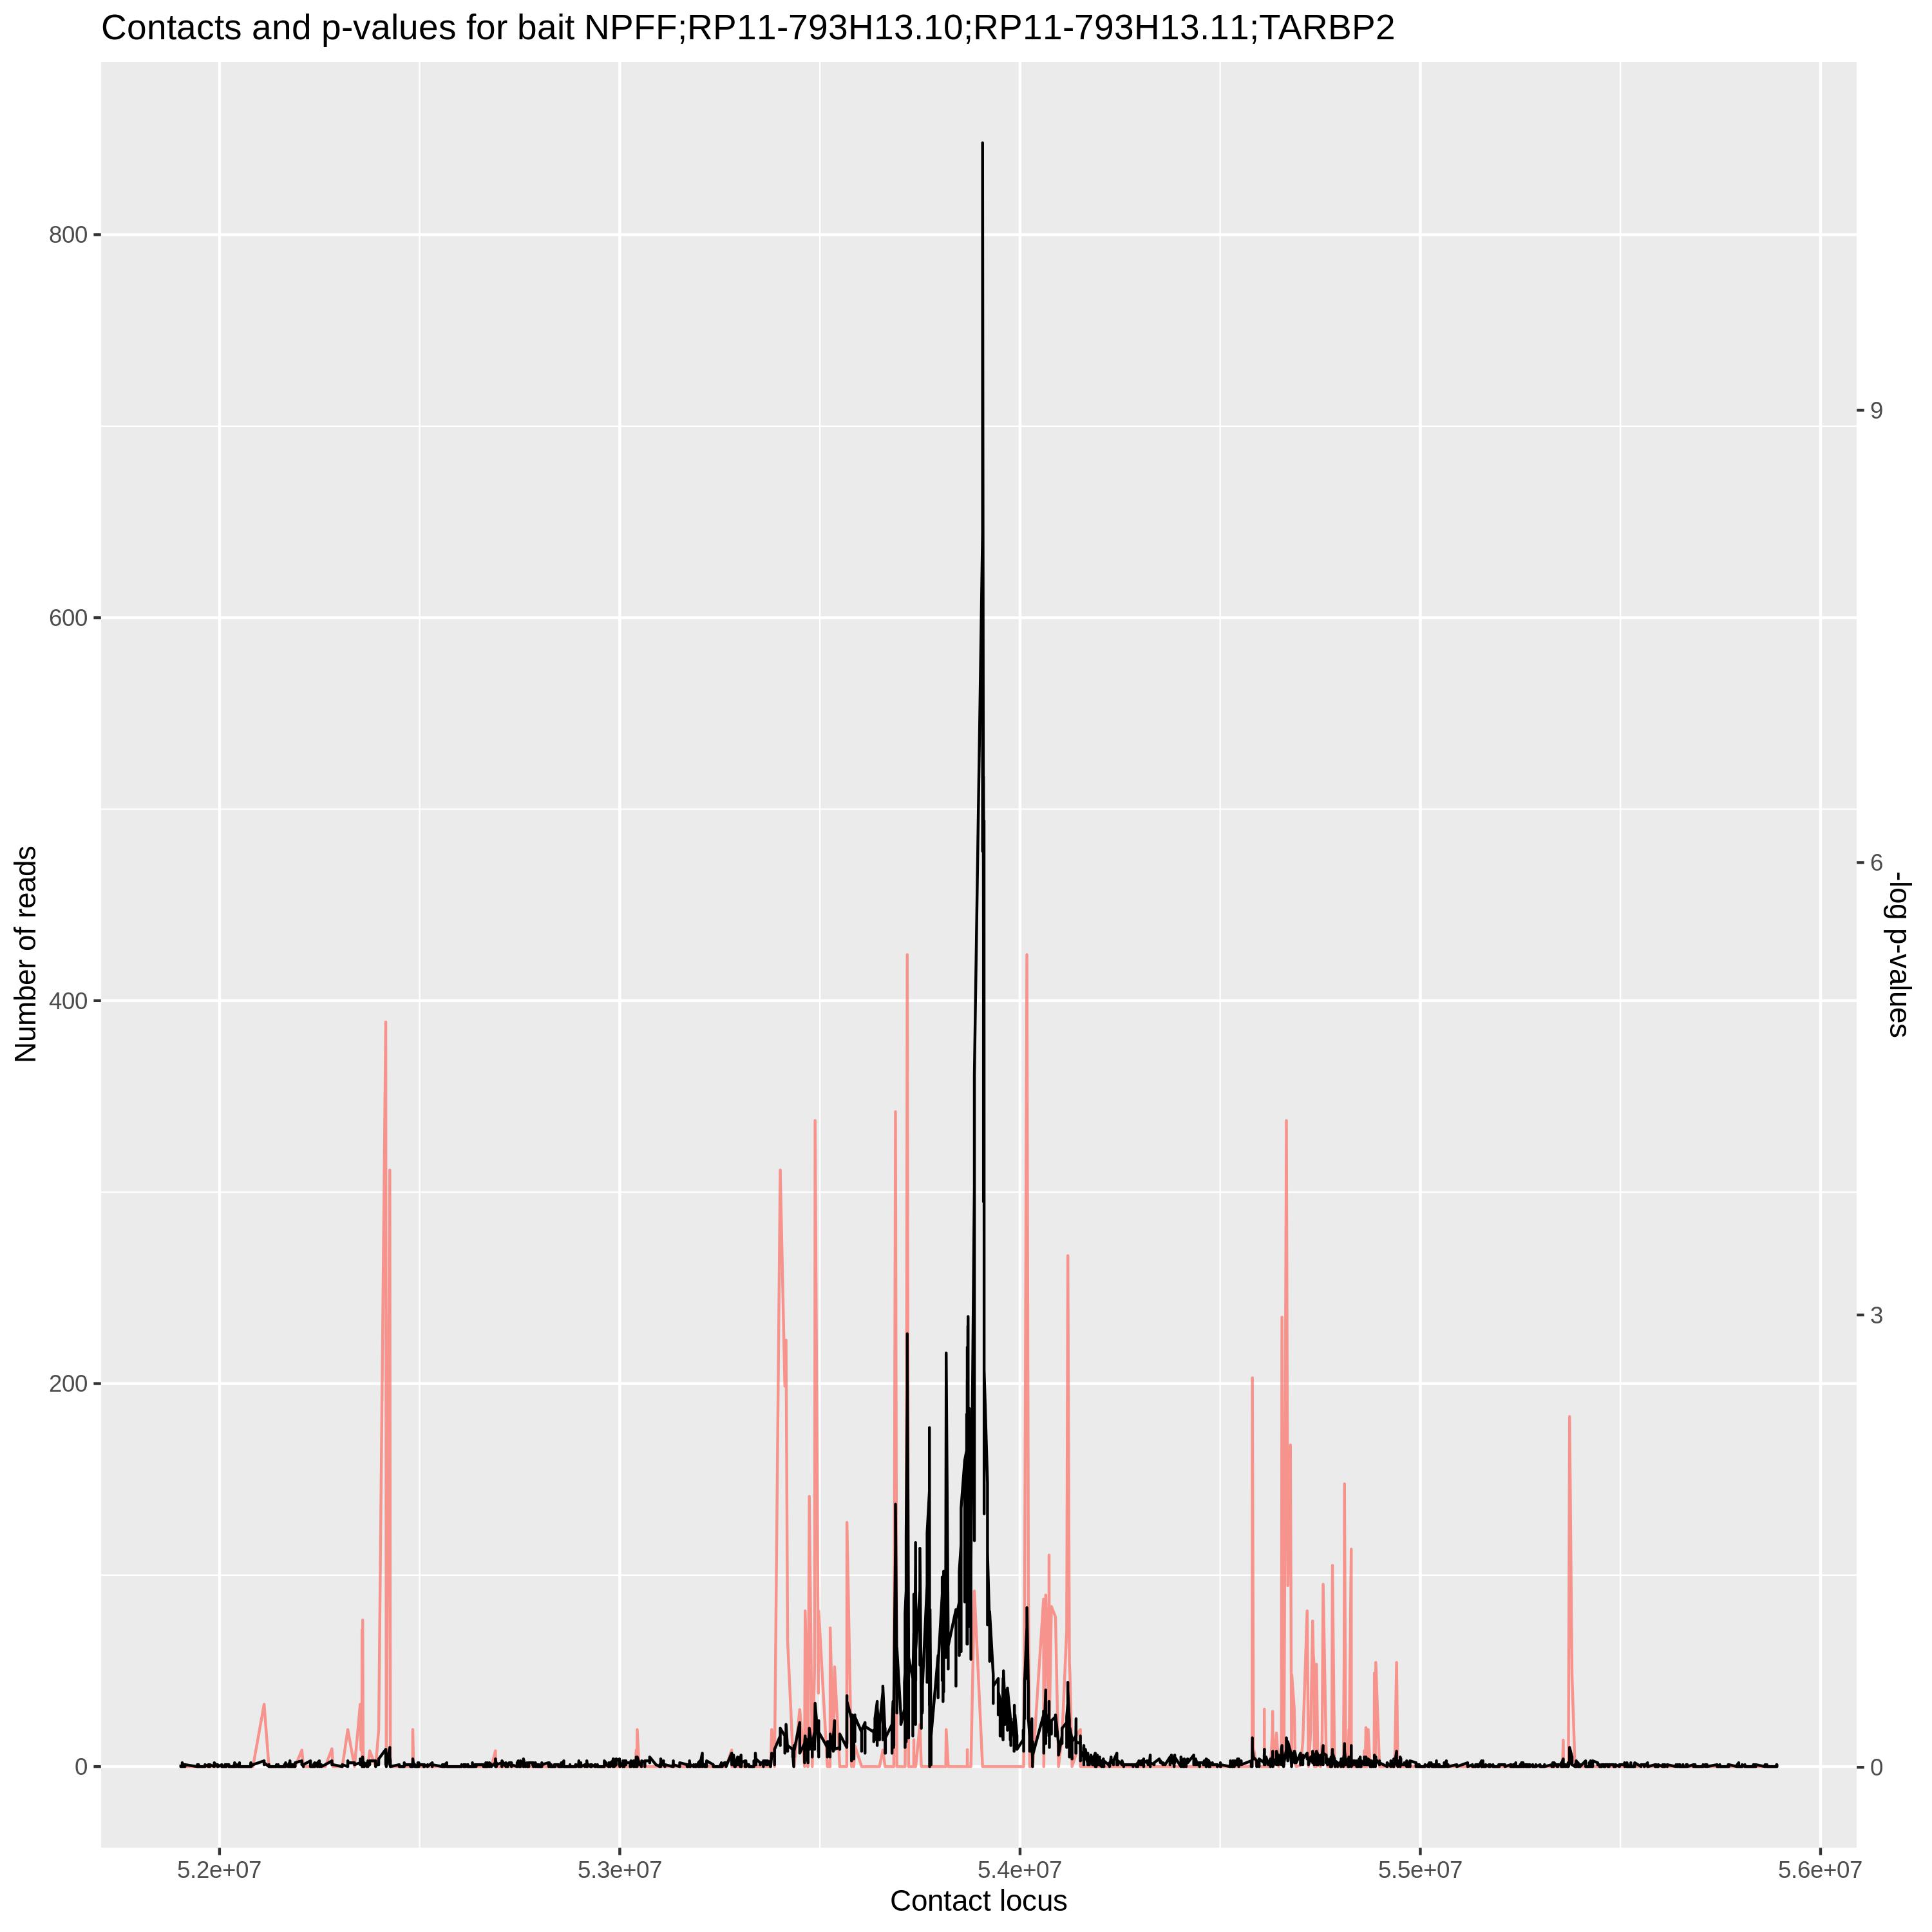 Contacts and p-values for bait NPFF;RP11-793H13.10;RP11-793H13.11;TARBP2
800
600
400
200
0
Number of reads
9
6
3
0
-log p-values
5.2e+07
5.3e+07
5.4e+07
5.5e+07
5.6e+07
Contact locus